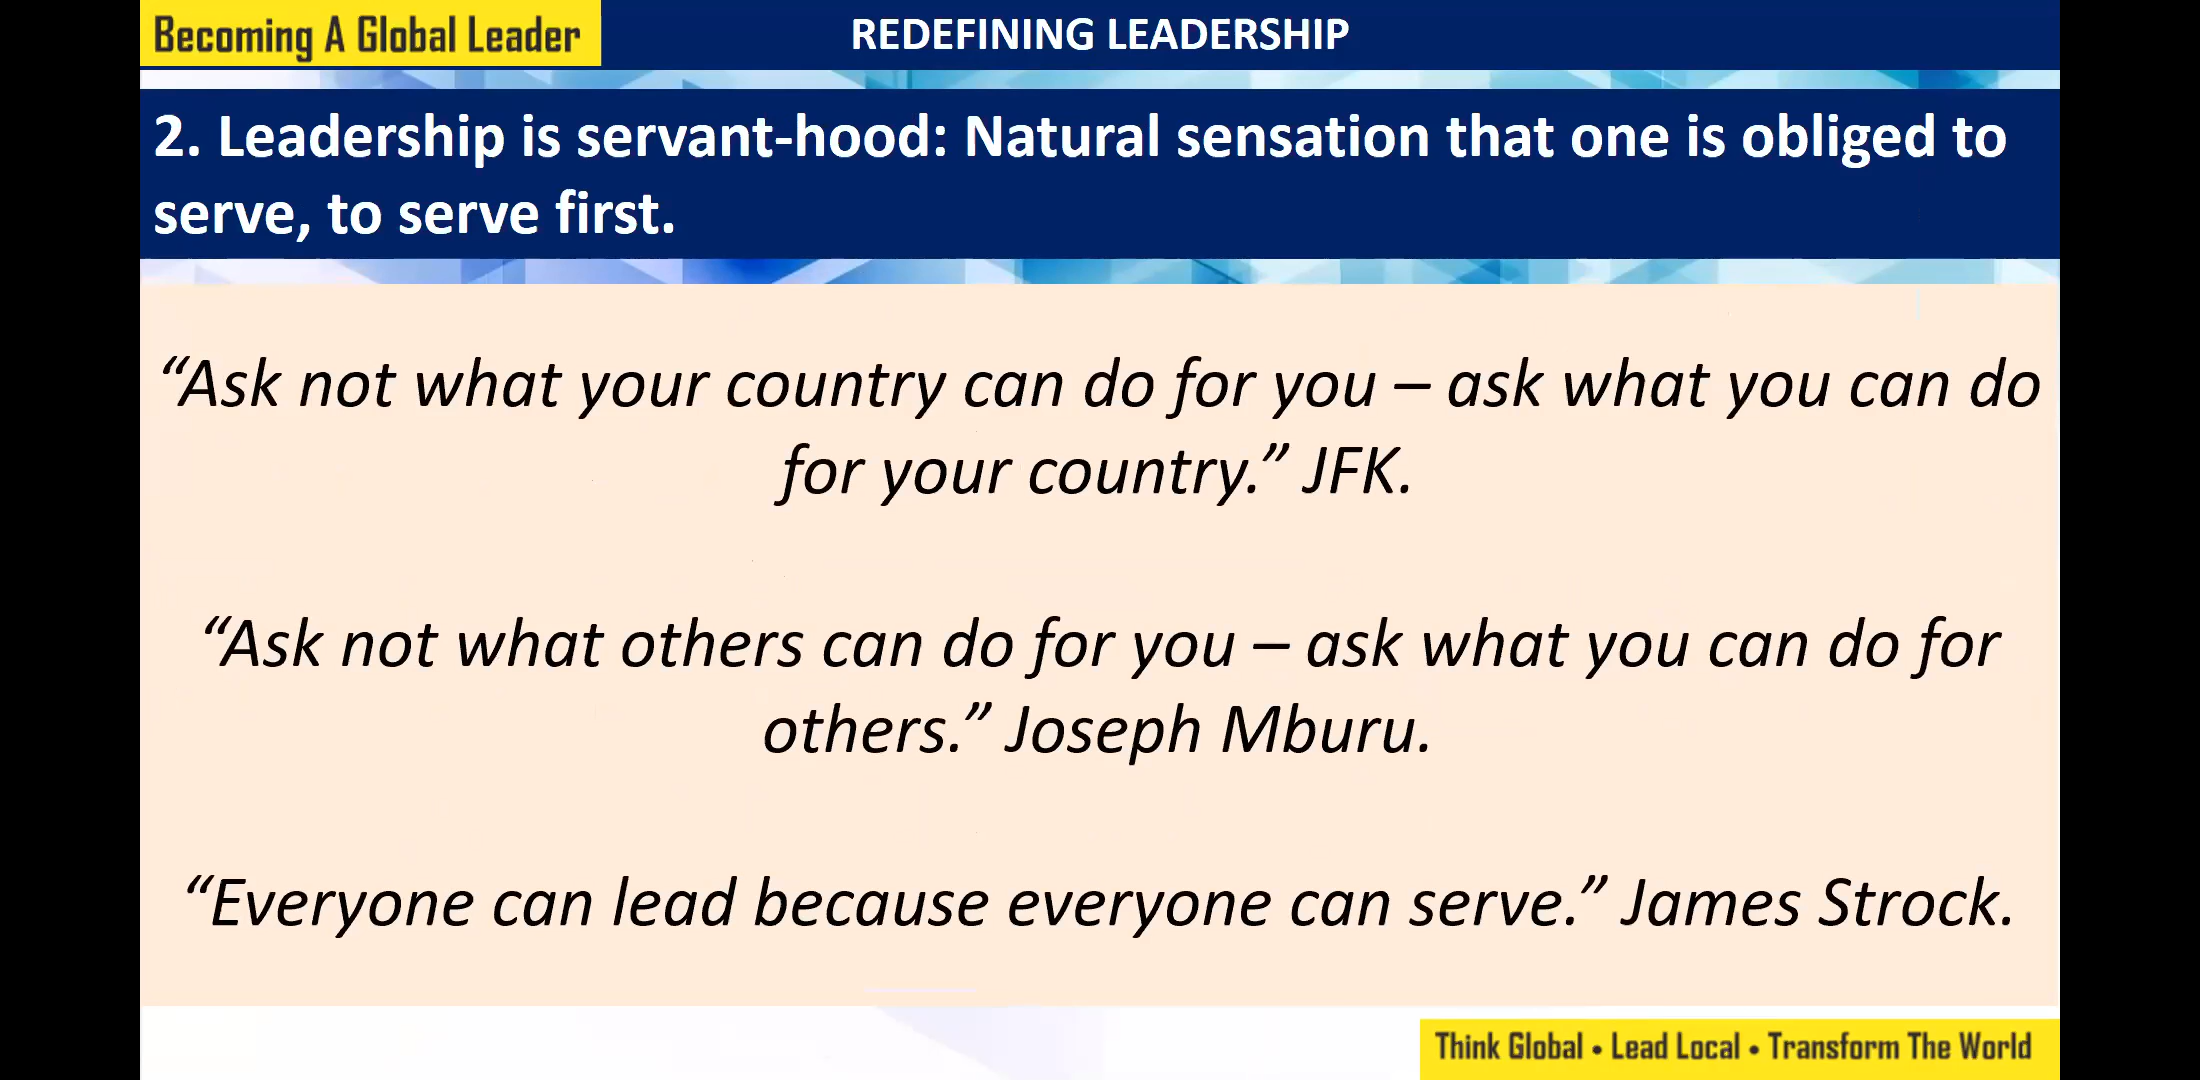 Becoming A Global Leader
REDEFINING LEADERSHIP
2. Leadership is servant-hood: Natural sensation that one is obliged to
serve, to serve first.
“Ask not what your country can do for you – ask what you can do
for your country.” JFK.
“Ask not what others can do for you – ask what you can do for
others.” Joseph Mburu.
“Everyone can lead because everyone can serve.” James Strock.
Think Global • Lead Local • Transform The World